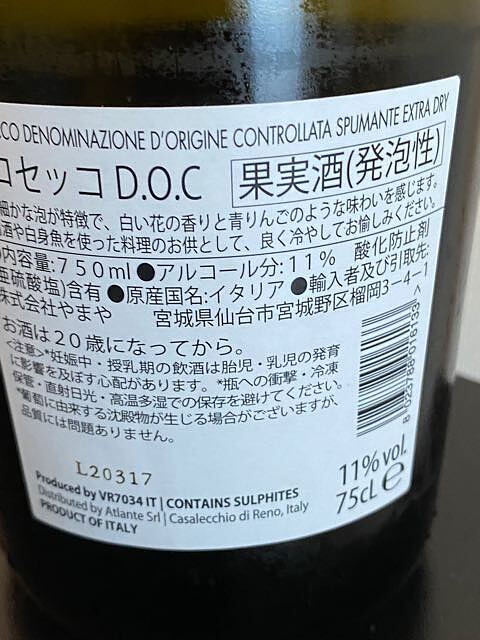 CO DENOMINAZIONE D'ORIGINE CONTROLLATA SPUMANTE EXTRA DRY
コセッコ D.O.C
果実酒(発泡性)
細かな泡が特徴で、白い花の香りと青りんごのような味わいを感じます。
酒や白身魚を使った料理のお供として、良く冷やしてお愉しみください。
内容量:750ml ●アルコール分:11% 酸化防止剤
亜硫酸塩)含有 ●原産国名:イタリア ●輸入者及び引取先:
株式会社やまや 宮城県仙台市宮城野区榴岡3-4-1
お酒は20歳になってから。
<注意>*妊娠中・授乳期の飲酒は胎児・乳児の発育
に影響を及ぼす心配があります。*瓶への衝撃・冷凍
保管・直射日光・高温多湿での保存を避けてください。
*葡萄に由来する沈殿物が生じる場合がございますが、
品質には問題ありません。
8 023788 016133 >
L20317
Produced by VR7034 IT | CONTAINS SULPHITES
Distributed by Atlante Srl | Casalecchio di Reno, Italy
PRODUCT OF ITALY
11% vol.
75cL e